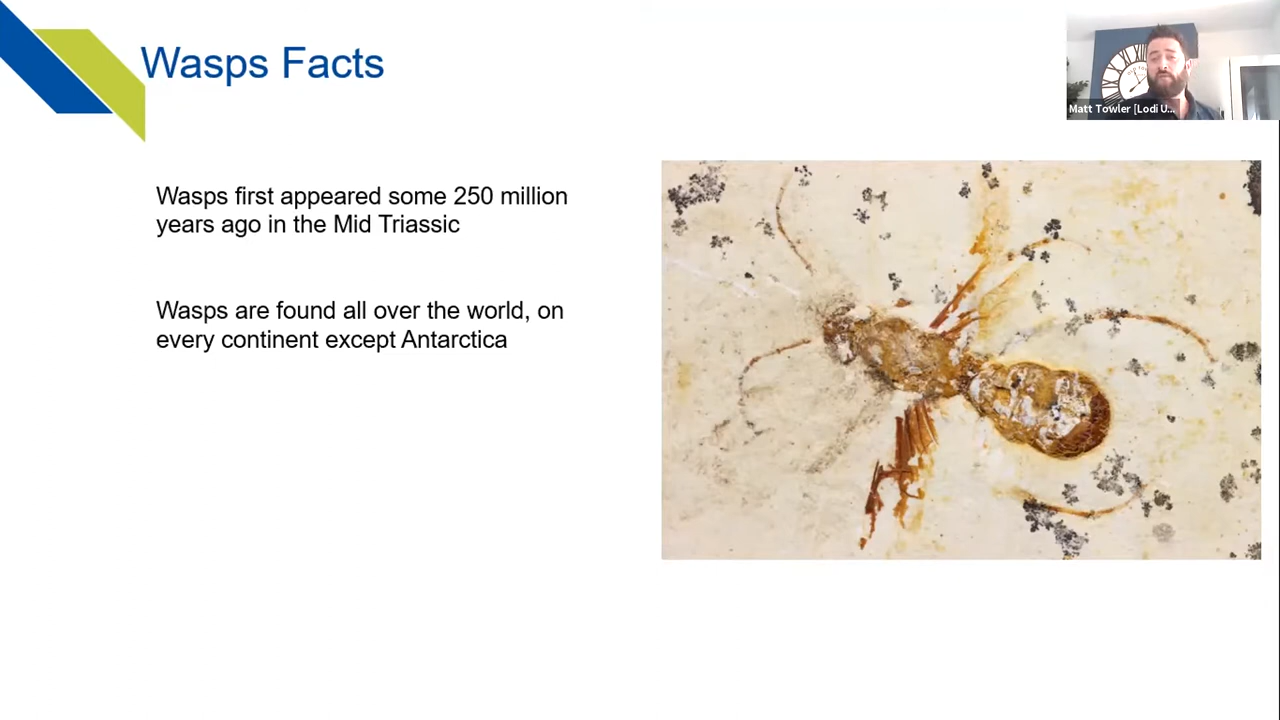 Wasps Facts
Matt Towler [Lodi U...
Wasps first appeared some 250 million
years ago in the Mid Triassic
Wasps are found all over the world, on
every continent except Antarctica